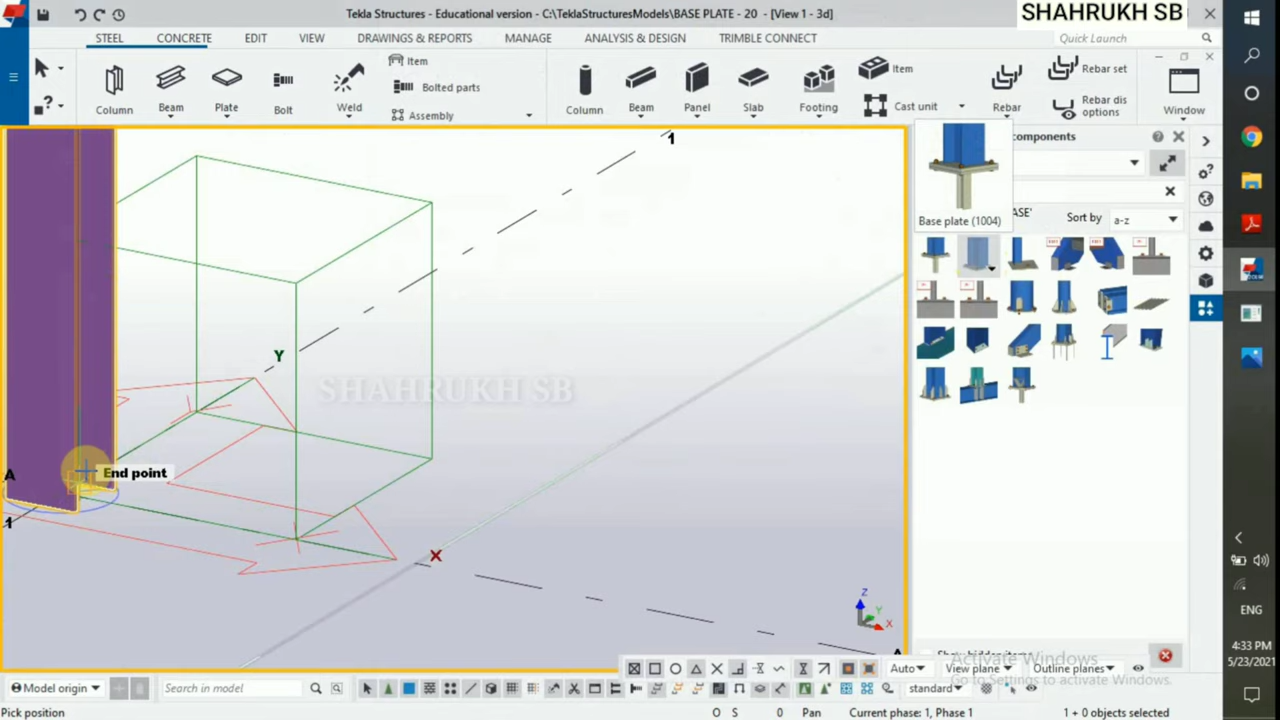 Tekla Structures - Educational version - C:\TeklaStructuresModels\BASE PLATE - 20 - [View 1 - 3d]
SHAHRUKH SB
STEEL CONCRETE EDIT VIEW DRAWINGS & REPORTS MANAGE ANALYSIS & DESIGN TRIMBLE CONNECT
Quick Launch
Item
Bolted parts
Assembly
Column Beam Plate Bolt Weld
Column Beam Panel Slab Footing
Item
Cast unit
Rebar
Rebar set
Rebar dis
options
Window
1
components
BASE'
Sort by a-z
Base plate (1004)
Y
SHAHRUKH SB
A
End point
1
X
Z
Y
X
A
Show hidden items
Activate Windows
Go to Settings to activate Windows.
Auto View plane Outline planes
Model origin Search in model standard
Pick position O S 0 Pan Current phase: 1, Phase 1 1 + 0 objects selected
ENG
4:33 PM
5/23/2021